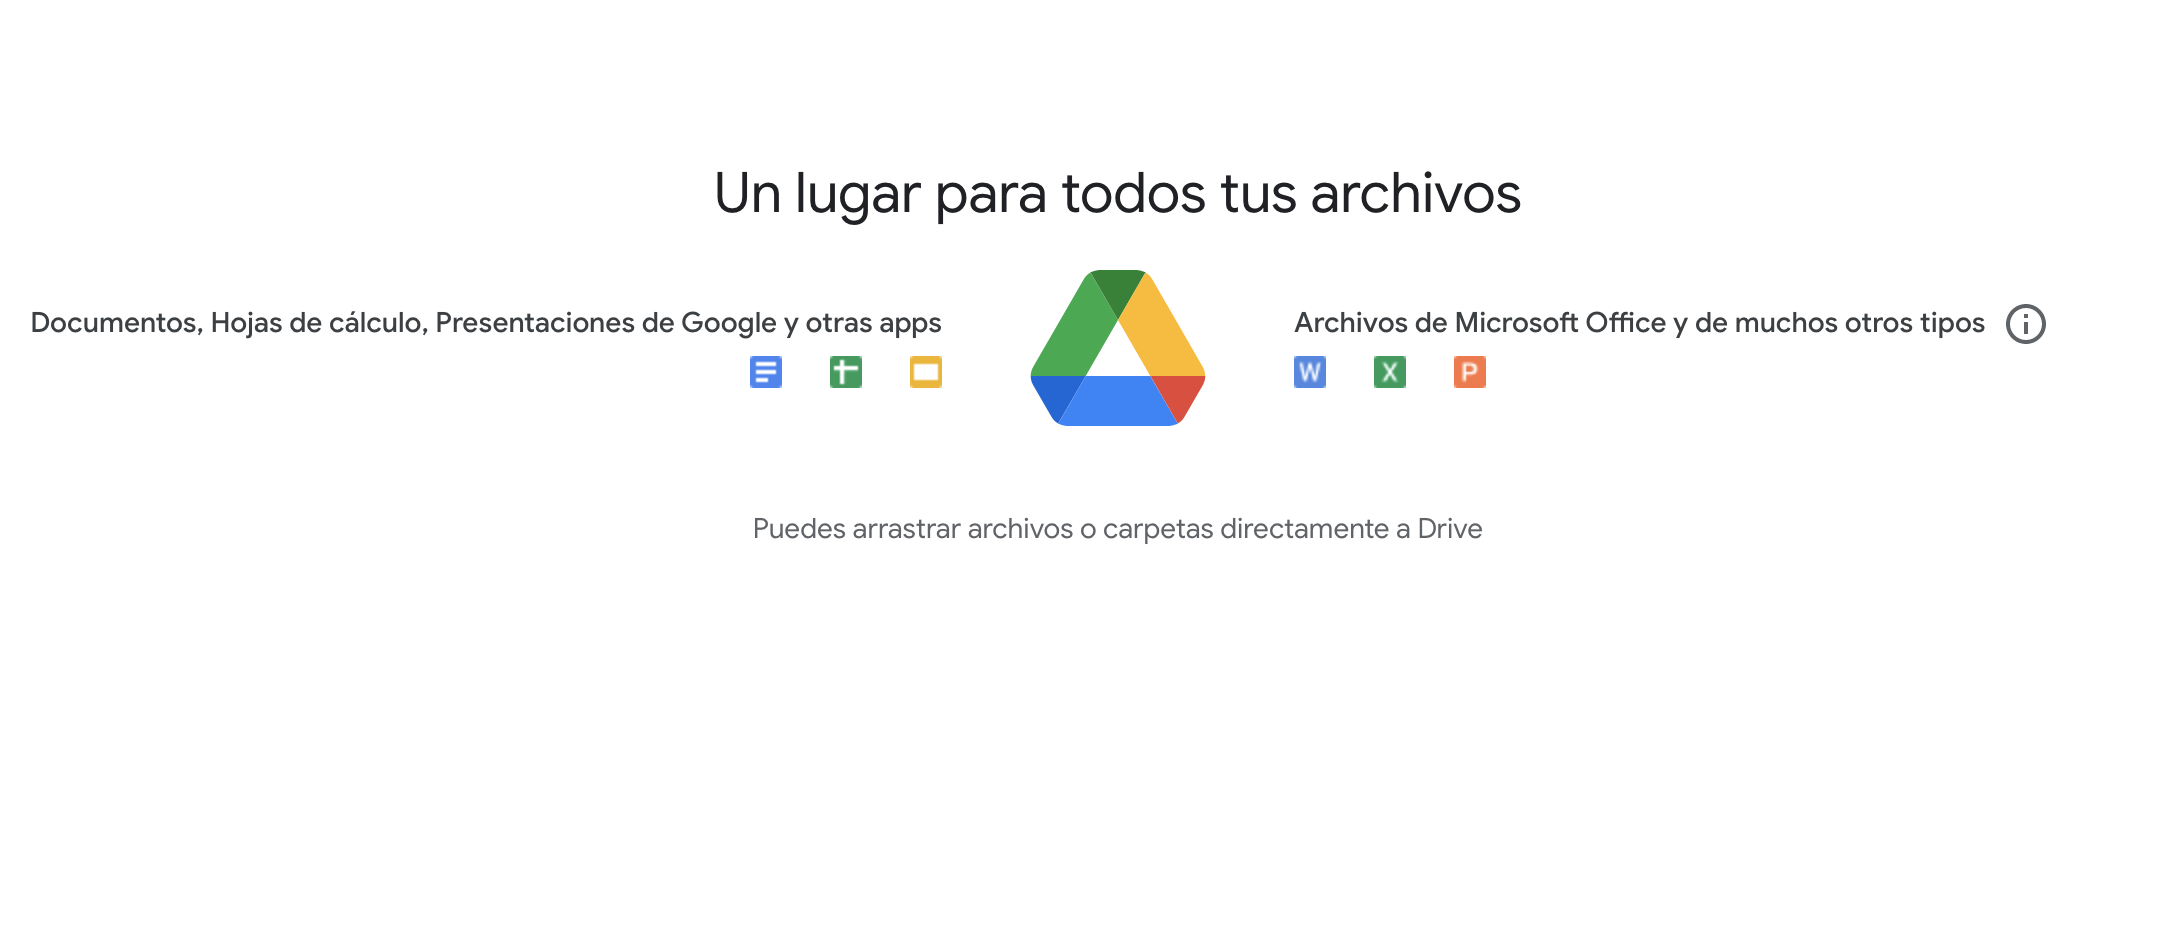 Un lugar para todos tus archivos
Documentos, Hojas de cálculo, Presentaciones de Google y otras apps
Archivos de Microsoft Office y de muchos otros tipos
W X P
Puedes arrastrar archivos o carpetas directamente a Drive